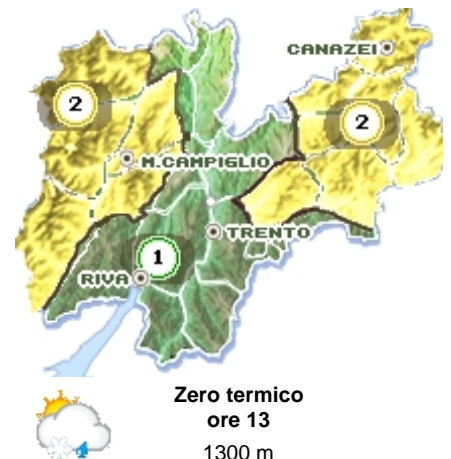 CANAZEI
2
2
M.CAMPIGLIO
TRENTO
1
RIVA
Zero termico
ore 13
1300 m